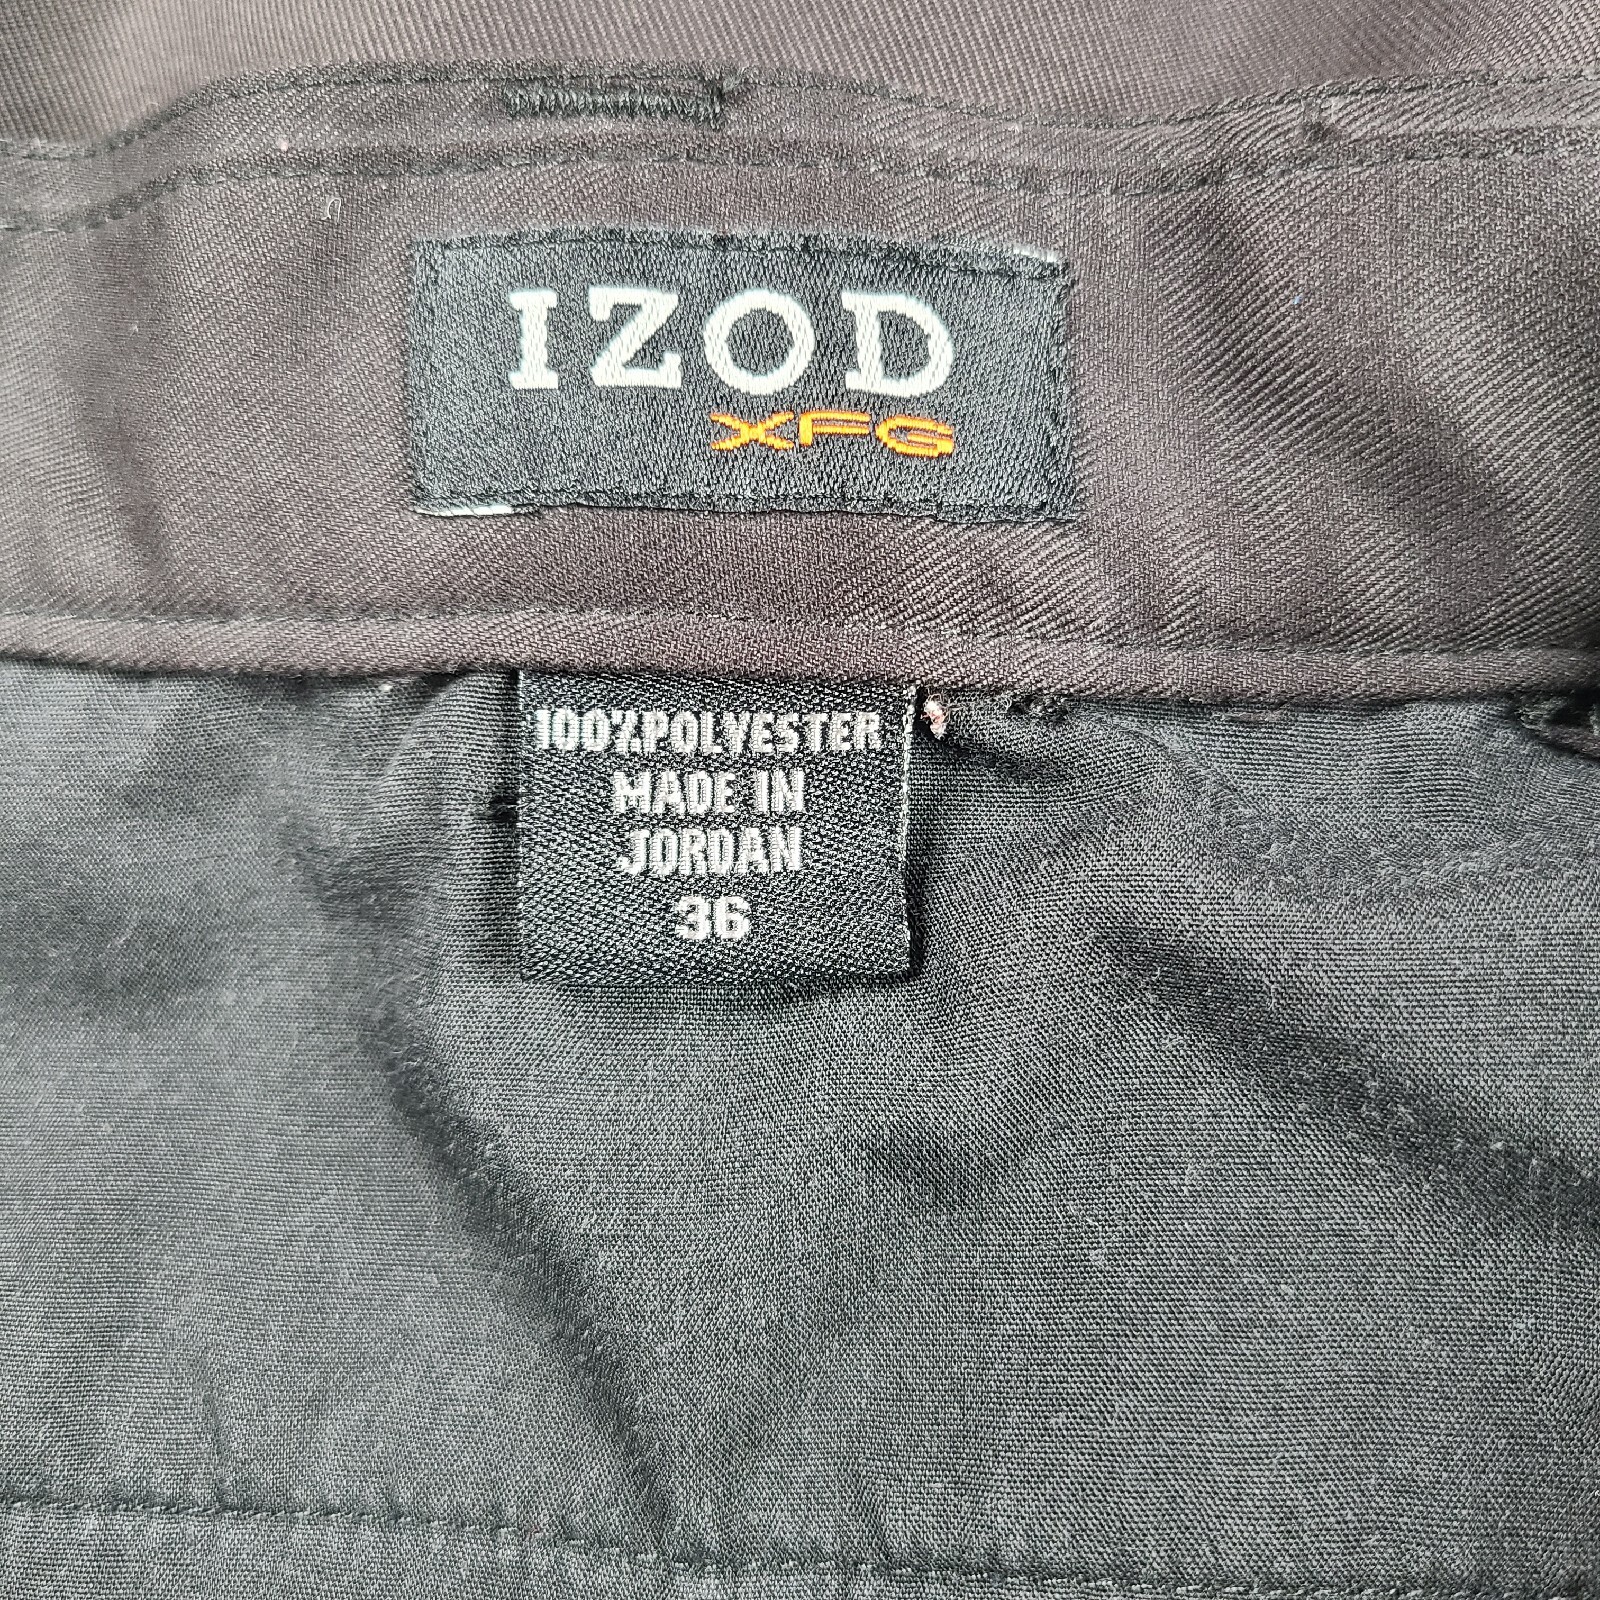 IZOD
XFG
100% POLYESTER
MADE IN
JORDAN
36